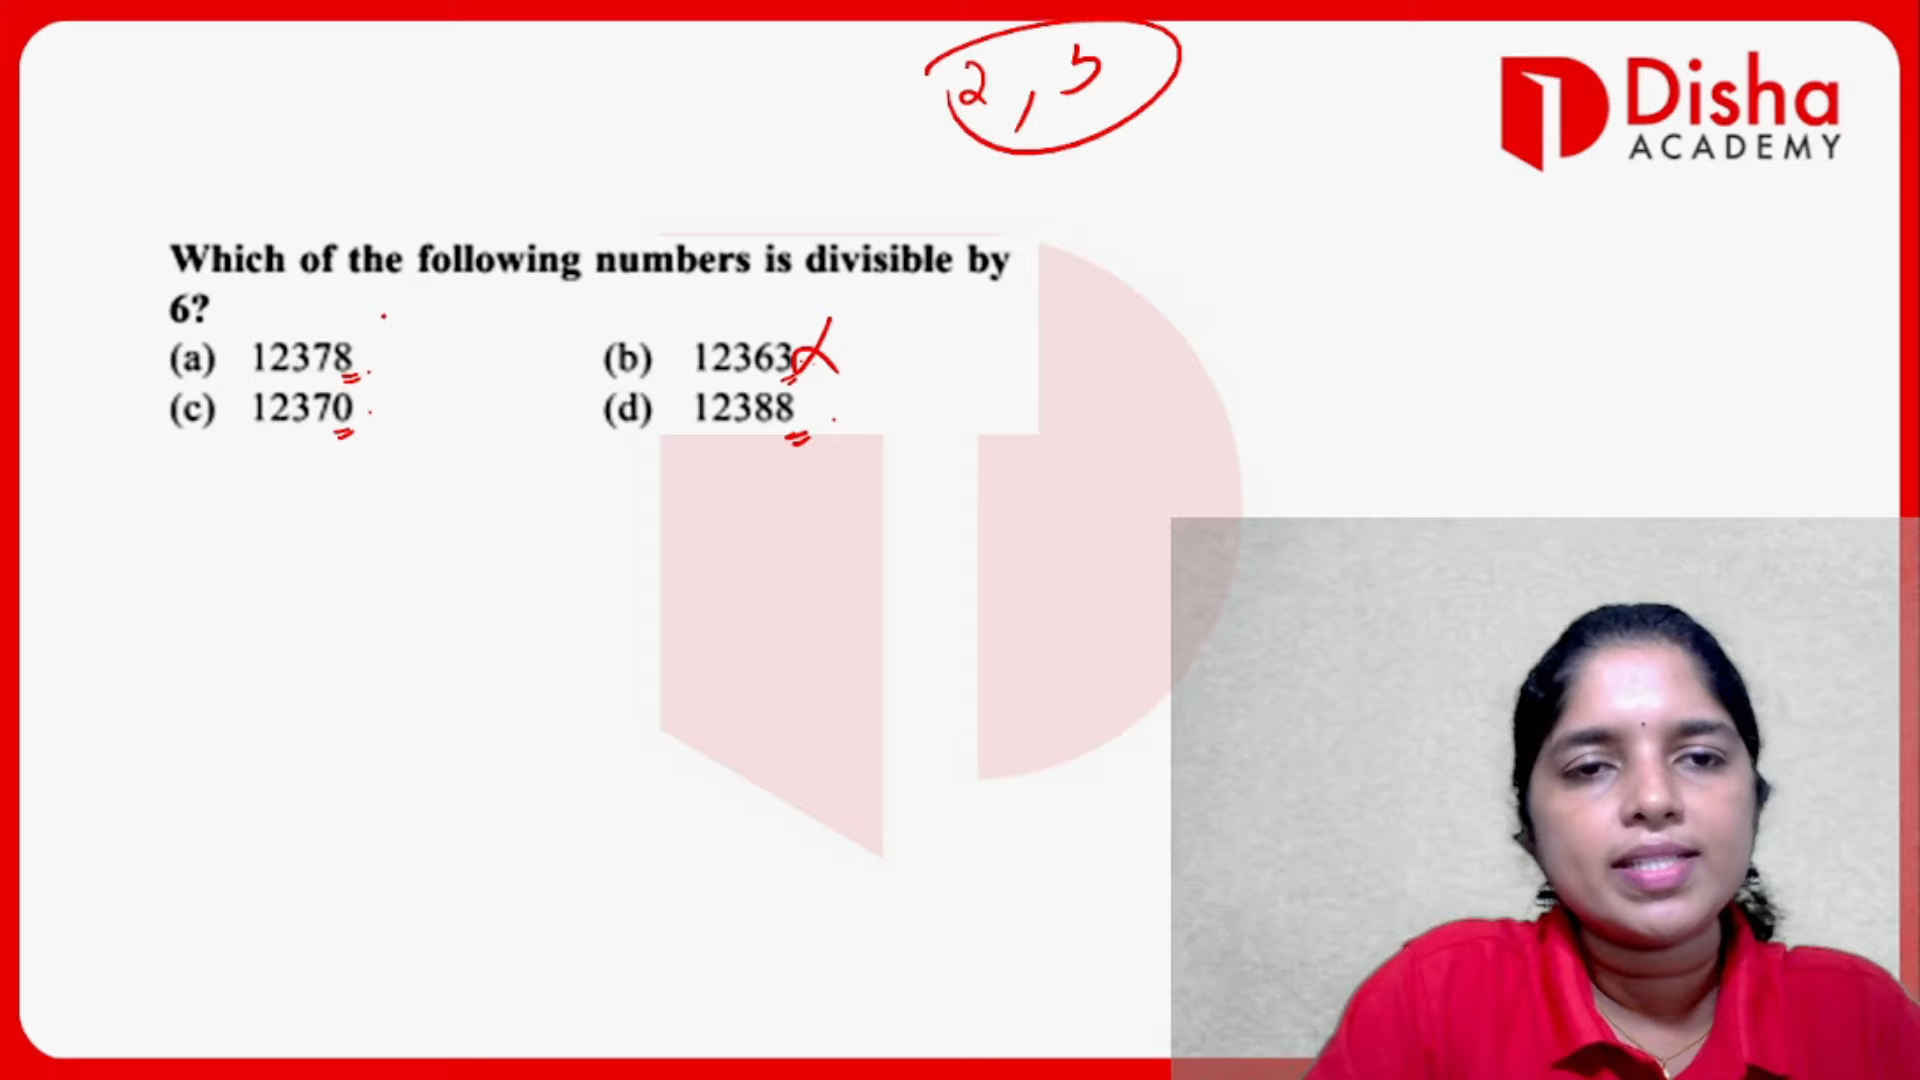 2, 3
Disha
ACADEMY
Which of the following numbers is divisible by
6?
(a) 12378 (b) 12363
(c) 12370 (d) 12388